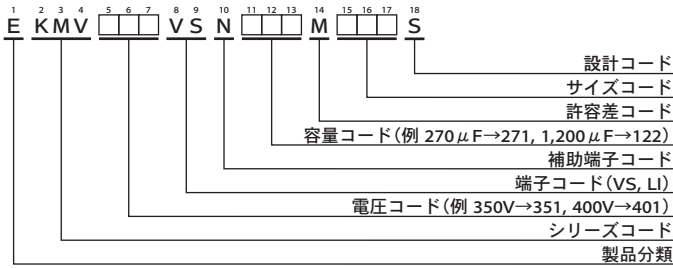 1 2 3 4 5 6 7 8 9 10 11 12 13 14 15 16 17 18
E KMV □□□ VS N □□□ M □□□ S
設計コード
サイズコード
許容差コード
容量コード(例 270μF→271, 1,200μF→122)
補助端子コード
端子コード(VS, LI)
電圧コード(例 350V→351, 400V→401)
シリーズコード
製品分類